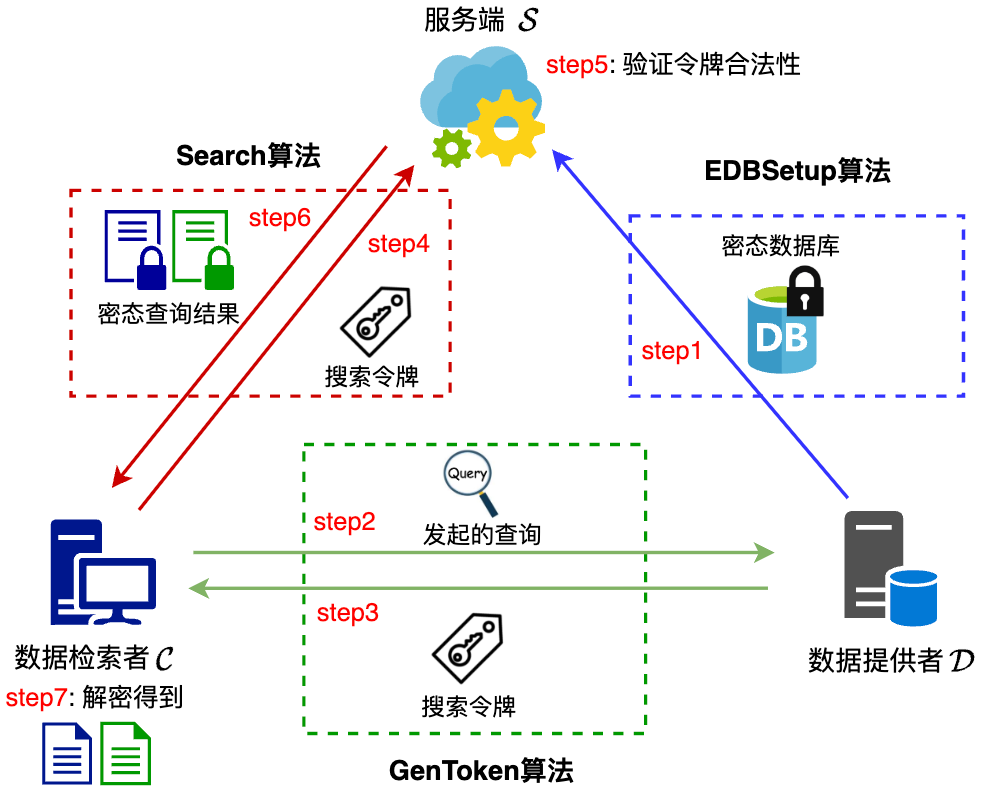 服务端 𝒮
step5: 验证令牌合法性
Search算法
EDBSetup算法
step6
step4
密态数据库
密态查询结果
DB
step1
搜索令牌
Query
step2
发起的查询
step3
数据检索者 𝒞
数据提供者 𝒟
step7: 解密得到
搜索令牌
GenToken算法